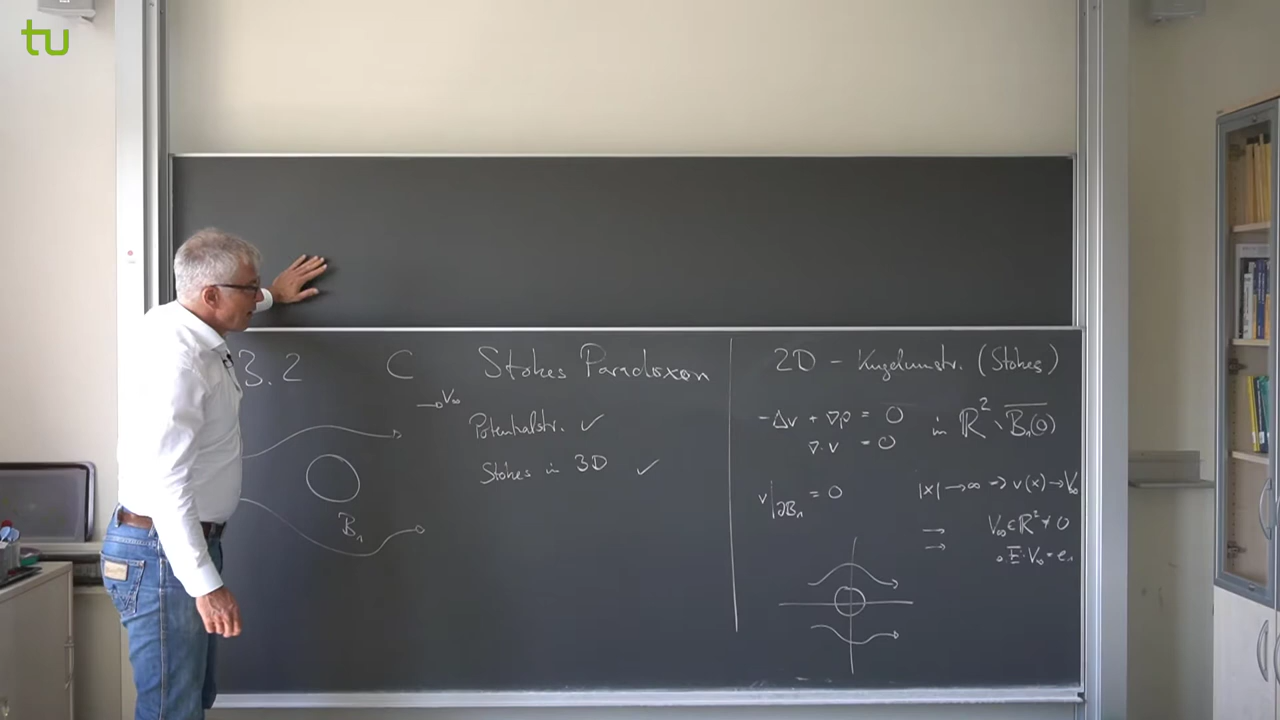 tu
3.2 C Stokes Paradoxon
→ V∞
Potentialstr. ✓
Stokes in 3D ✓
B₁
2D - Kugelumstr. (Stokes)
-Δv + ∇p = 0 in ℝ² \ \overline{B₁(0)}
∇·v = 0
v|∂B₁ = 0
|x| → ∞ ⇒ v(x) → V∞
→ V∞ ∈ ℝ² ≠ 0
→ o.E. V∞ = e₁